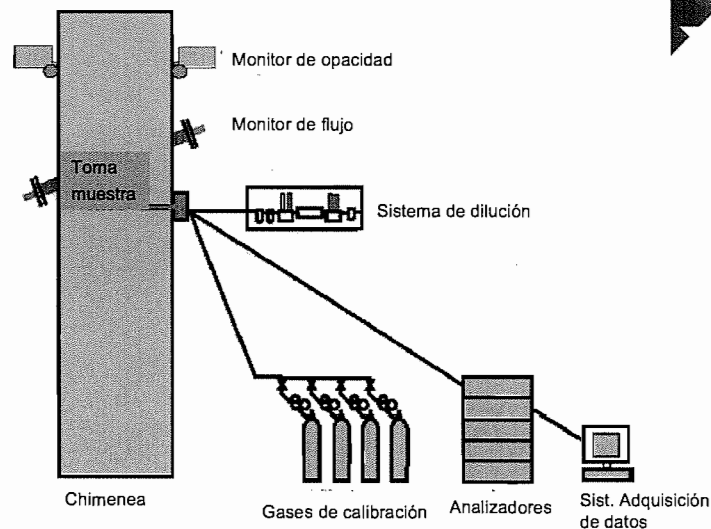 Monitor de opacidad
Monitor de flujo
Toma
muestra
Sistema de dilución
Chimenea
Gases de calibración
Analizadores
Sist. Adquisición
de datos